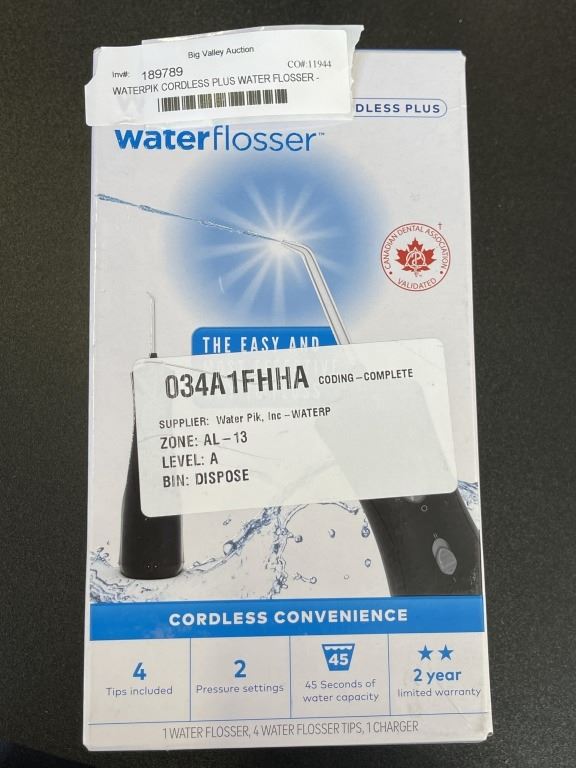 Big Valley Auction
Inv#: 189789 CO#:11944
WATERPIK CORDLESS PLUS WATER FLOSSER -
DLESS PLUS
waterflosser™
CANADIAN DENTAL ASSOCIATION †
VALIDATED
THE EASY AND
034A1FHHA CODING-COMPLETE
SUPPLIER: Water Pik, Inc-WATERP
ZONE: AL-13
LEVEL: A
BIN: DISPOSE
CORDLESS CONVENIENCE
4
Tips included
2
Pressure settings
45
45 Seconds of
water capacity
★★
2 year
limited warranty
1 WATER FLOSSER, 4 WATER FLOSSER TIPS, 1 CHARGER